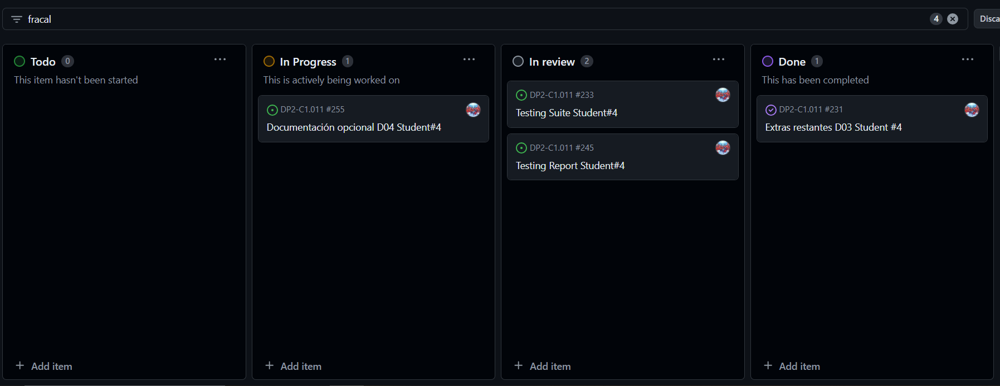 fracal
4
Disca
Todo 0
This item hasn't been started
Add item
In Progress 1
This is actively being worked on
DP2-C1.011 #255
Documentación opcional D04 Student#4
Add item
In review 2
DP2-C1.011 #233
Testing Suite Student#4
DP2-C1.011 #245
Testing Report Student#4
Add item
Done 1
This has been completed
DP2-C1.011 #231
Extras restantes D03 Student #4
Add item